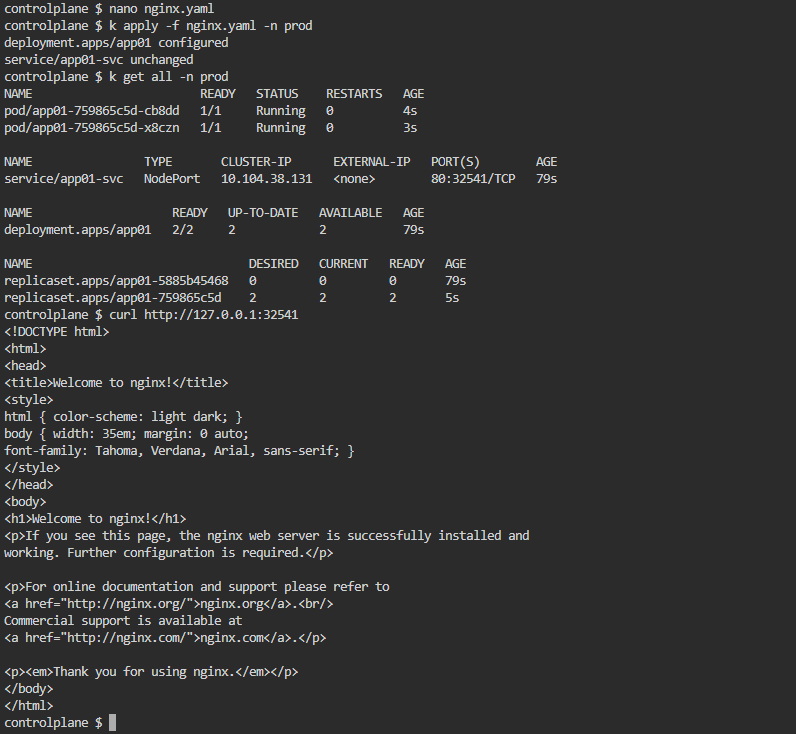 controlplane $ nano nginx.yaml
controlplane $ k apply -f nginx.yaml -n prod
deployment.apps/app01 configured
service/app01-svc unchanged
controlplane $ k get all -n prod
NAME                         READY   STATUS    RESTARTS   AGE
pod/app01-759865c5d-cb8dd   1/1     Running   0          4s
pod/app01-759865c5d-x8czn   1/1     Running   0          3s

NAME                TYPE       CLUSTER-IP      EXTERNAL-IP   PORT(S)        AGE
service/app01-svc   NodePort   10.104.38.131   <none>        80:32541/TCP   79s

NAME                    READY   UP-TO-DATE   AVAILABLE   AGE
deployment.apps/app01   2/2     2            2           79s

NAME                               DESIRED   CURRENT   READY   AGE
replicaset.apps/app01-5885b45468   0         0         0       79s
replicaset.apps/app01-759865c5d    2         2         2       5s
controlplane $ curl http://127.0.0.1:32541
<!DOCTYPE html>
<html>
<head>
<title>Welcome to nginx!</title>
<style>
html { color-scheme: light dark; }
body { width: 35em; margin: 0 auto;
font-family: Tahoma, Verdana, Arial, sans-serif; }
</style>
</head>
<body>
<h1>Welcome to nginx!</h1>
<p>If you see this page, the nginx web server is successfully installed and
working. Further configuration is required.</p>

<p>For online documentation and support please refer to
<a href="http://nginx.org/">nginx.org</a>.<br/>
Commercial support is available at
<a href="http://nginx.com/">nginx.com</a>.</p>

<p><em>Thank you for using nginx.</em></p>
</body>
</html>
controlplane $